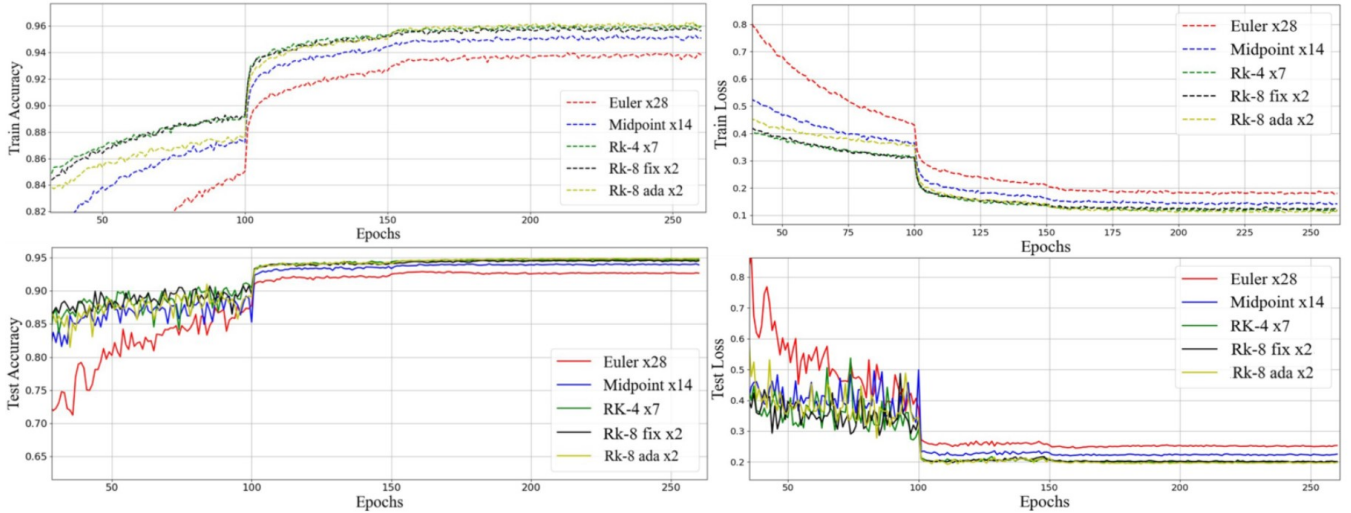 Train Accuracy
0.96
0.94
0.92
0.90
0.88
0.86
0.84
0.82
50 100 150 200 250
Epochs
Euler x28
Midpoint x14
Rk-4 x7
Rk-8 fix x2
Rk-8 ada x2
Train Loss
0.8
0.7
0.6
0.5
0.4
0.3
0.2
0.1
50 75 100 125 150 175 200 225 250
Epochs
Euler x28
Midpoint x14
Rk-4 x7
Rk-8 fix x2
Rk-8 ada x2
Test Accuracy
0.95
0.90
0.85
0.80
0.75
0.70
0.65
50 100 150 200 250
Epochs
Euler x28
Midpoint x14
RK-4 x7
Rk-8 fix x2
Rk-8 ada x2
Test Loss
0.8
0.7
0.6
0.5
0.4
0.3
0.2
50 100 150 200 250
Epochs
Euler x28
Midpoint x14
RK-4 x7
Rk-8 fix x2
Rk-8 ada x2